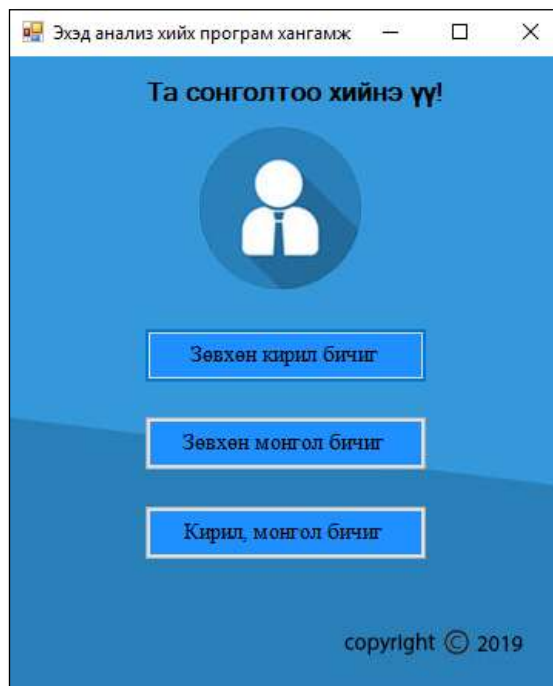 Эхэд анализ хийх програм хангамж
Та сонголтоо хийнэ үү!
Зөвхөн кирил бичиг
Зөвхөн монгол бичиг
Кирил, монгол бичиг
copyright © 2019